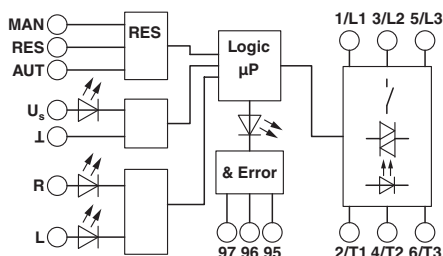 MAN
RES
AUT
RES
Logic
µP
1/L1 3/L2 5/L3
Us
⊥
R
L
& Error
97 96 95
2/T1 4/T2 6/T3